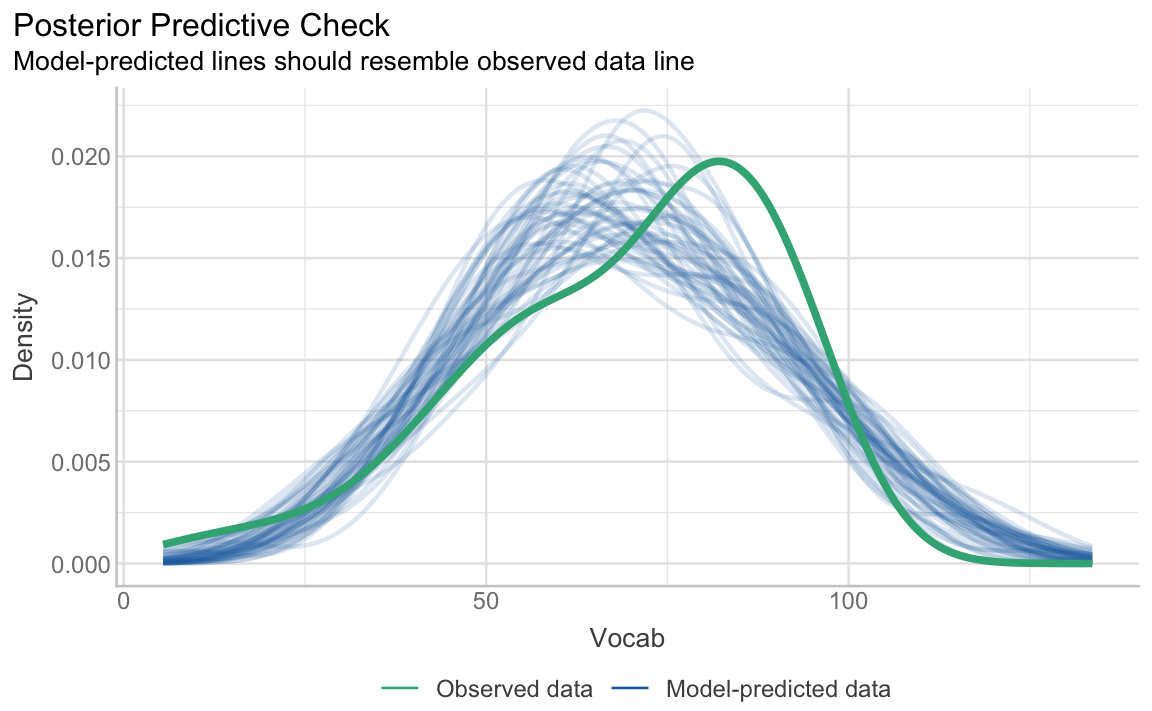 Posterior Predictive Check
Model-predicted lines should resemble observed data line
0.020
0.015
0.010
0.005
0.000
Density
0
50
100
Vocab
Observed data
Model-predicted data